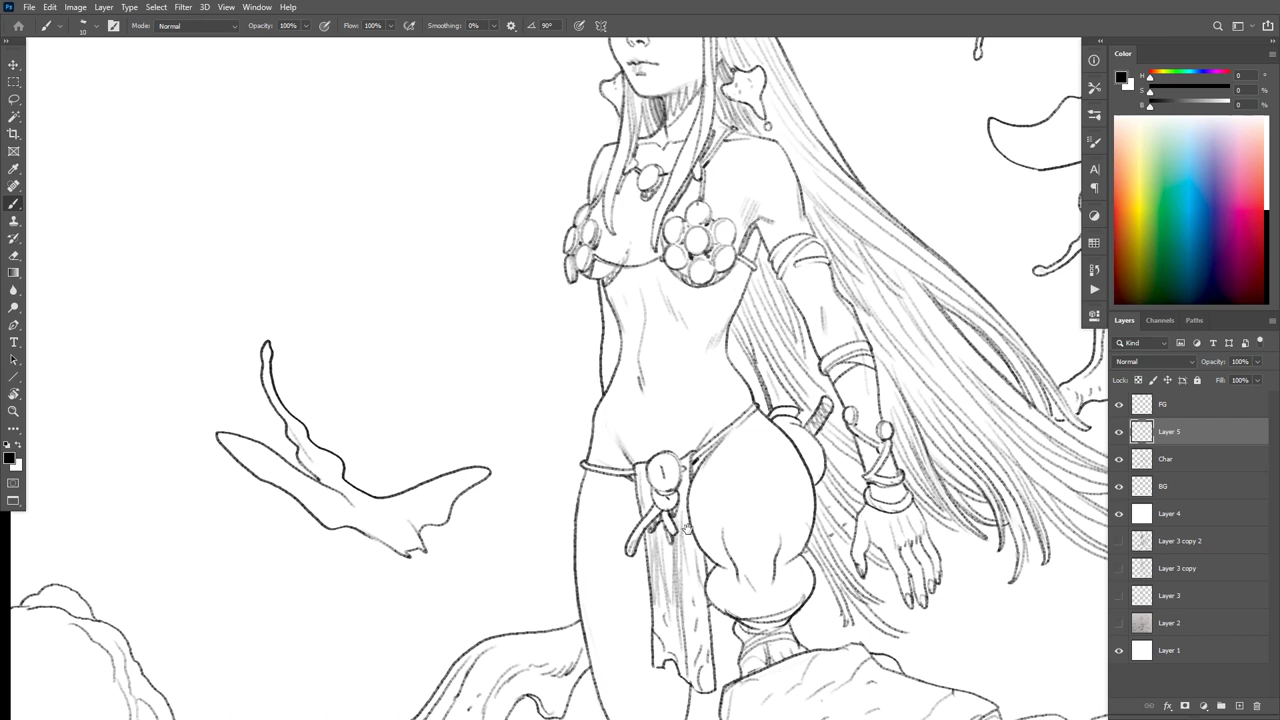 Ps File Edit Image Layer Type Select Filter 3D View Window Help
10 Mode: Normal Opacity: 100% Flow: 100% Smoothing: 0% 90°
Color
H 0 °
S 0 %
B 0 %
Layers Channels Paths
Kind
Normal Opacity: 100%
Lock: Fill: 100%
FG
Layer 5
Char
BG
Layer 4
Layer 3 copy 2
Layer 3 copy
Layer 3
Layer 2
Layer 1